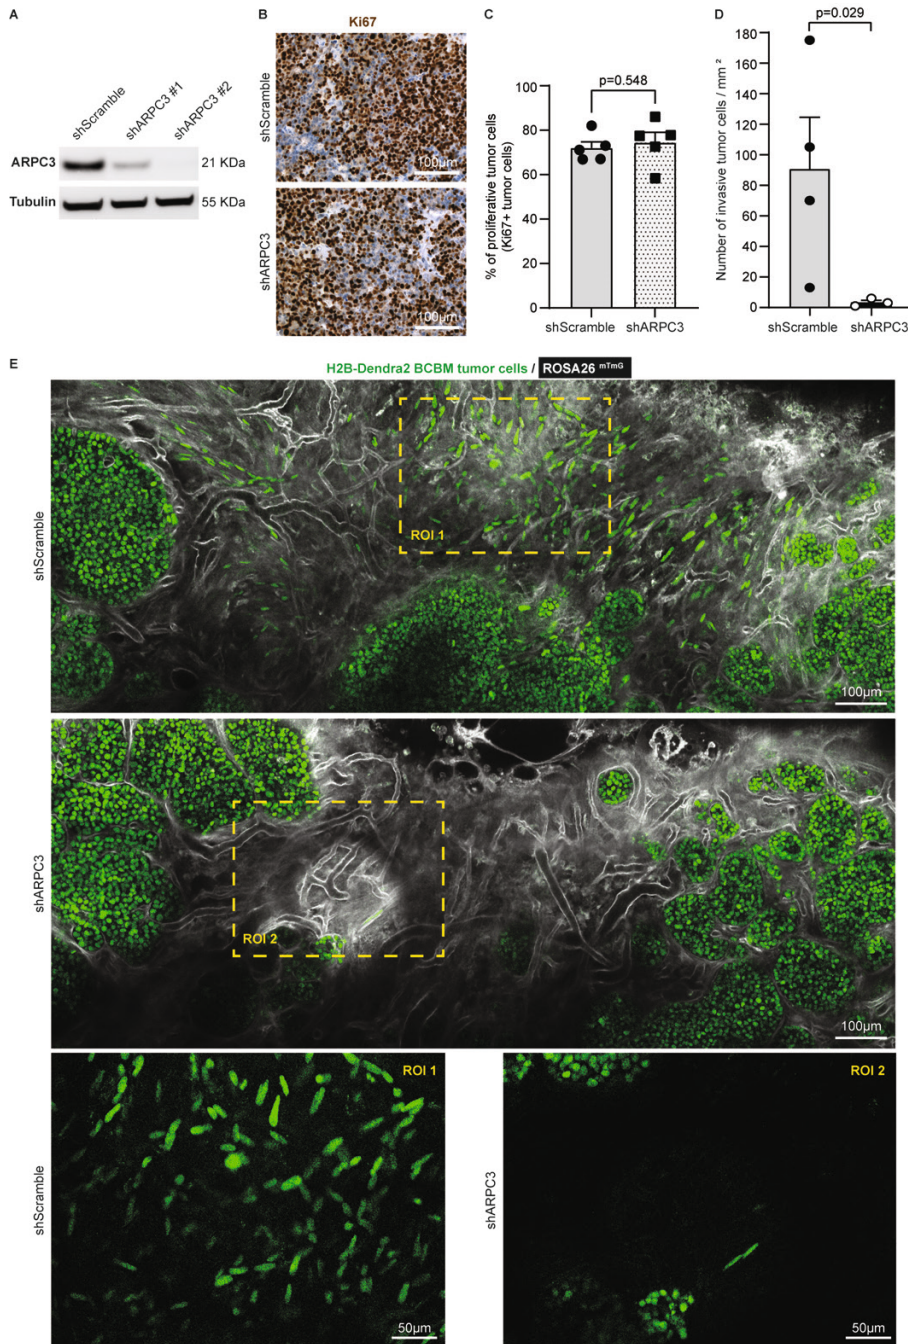 A
shScramble
shARPC3 #1
shARPC3 #2
ARPC3
21 KDa
Tubulin
55 KDa
B
Ki67
shScramble
100µm
shARPC3
100µm
C
p=0.548
% of proliferative tumor cells
(Ki67+ tumor cells)
100
80
60
40
20
0
shScramble
shARPC3
D
p=0.029
Number of invasive tumor cells / mm ²
180
160
140
120
100
80
60
40
20
0
shScramble
shARPC3
E
H2B-Dendra2 BCBM tumor cells / ROSA26 mTmG
shScramble
ROI 1
100µm
shARPC3
ROI 2
100µm
shScramble
ROI 1
50µm
shARPC3
ROI 2
50µm